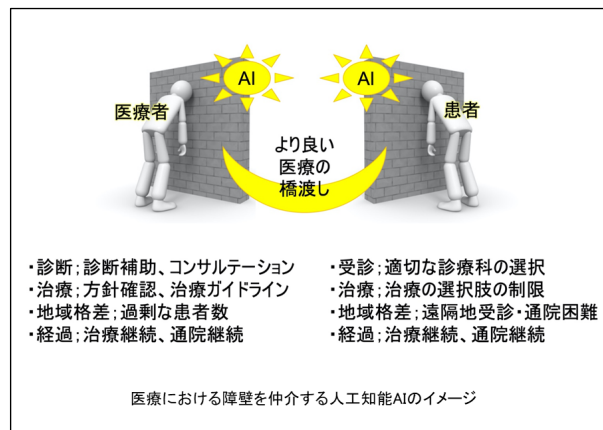 AI
AI
医療者
患者
より良い
医療の
橋渡し
・診断;診断補助、コンサルテーション
・治療;方針確認、治療ガイドライン
・地域格差;過剰な患者数
・経過;治療継続、通院継続
・受診;適切な診療科の選択
・治療;治療の選択肢の制限
・地域格差;遠隔地受診・通院困難
・経過;治療継続、通院継続
医療における障壁を仲介する人工知能AIのイメージ